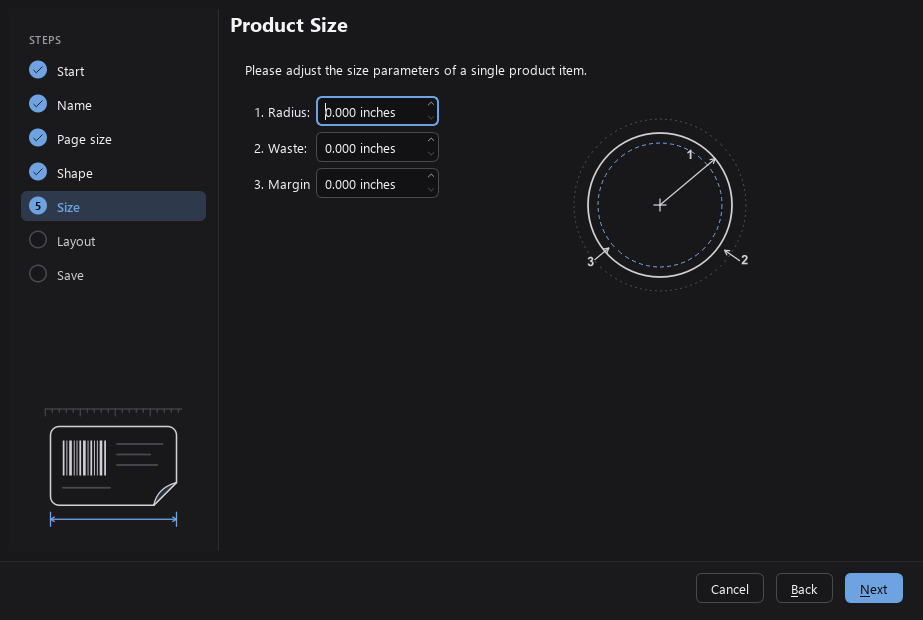 Product Size
STEPS
Start
Name
Page size
Shape
5 Size
Layout
Save
Please adjust the size parameters of a single product item.
1. Radius: 0.000 inches
2. Waste: 0.000 inches
3. Margin 0.000 inches
1
3
2
Cancel
Back
Next